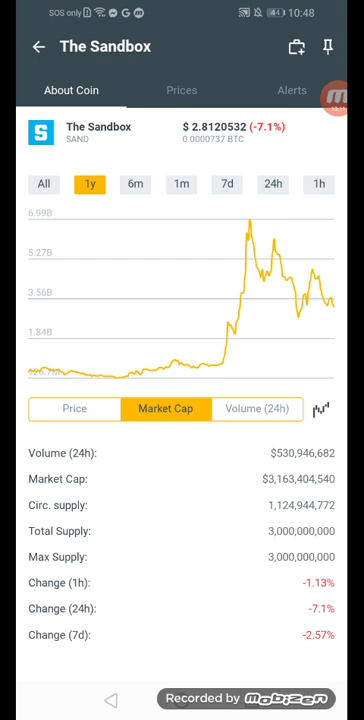 SOS only 44 10:48
The Sandbox
About Coin Prices Alerts
The Sandbox $ 2.8120532 (-7.1%)
SAND 0.0000737 BTC
S
All 1y 6m 1m 7d 24h 1h
6.99B
5.27B
3.56B
1.84B
Price Market Cap Volume (24h)
Volume (24h): $530,946,682
Market Cap: $3,163,404,540
Circ. supply: 1,124,944,772
Total Supply: 3,000,000,000
Max Supply: 3,000,000,000
Change (1h) -1.13%
Change (24h): -7.1%
Change (7d): -2.57%
Recorded by mobizen